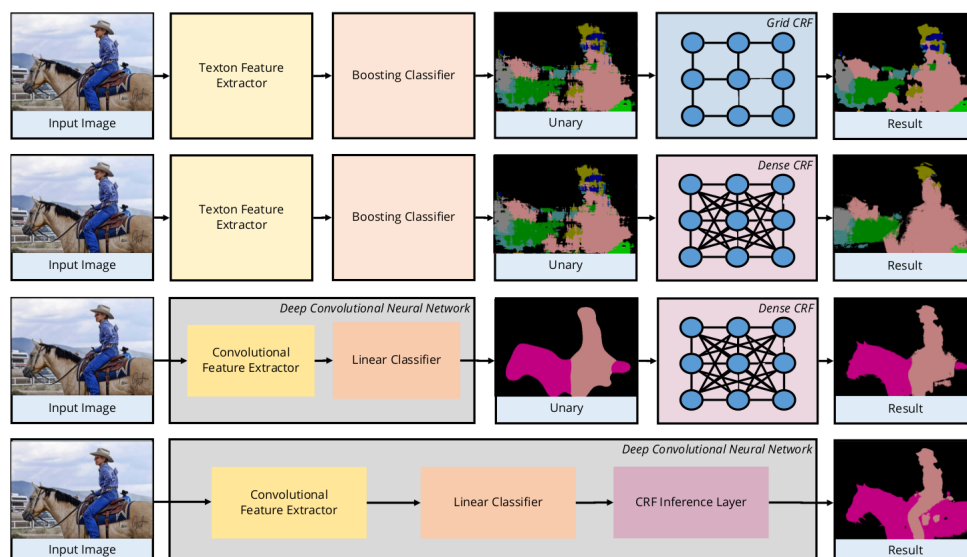 Grid CRF
Texton Feature
Extractor
Boosting Classifier
Input Image
Unary
Result
Dense CRF
Texton Feature
Extractor
Boosting Classifier
Input Image
Unary
Result
Deep Convolutional Neural Network
Dense CRF
Convolutional
Feature Extractor
Linear Classifier
Input Image
Unary
Result
Deep Convolutional Neural Network
Convolutional
Feature Extractor
Linear Classifier
CRF Inference Layer
Input Image
Result